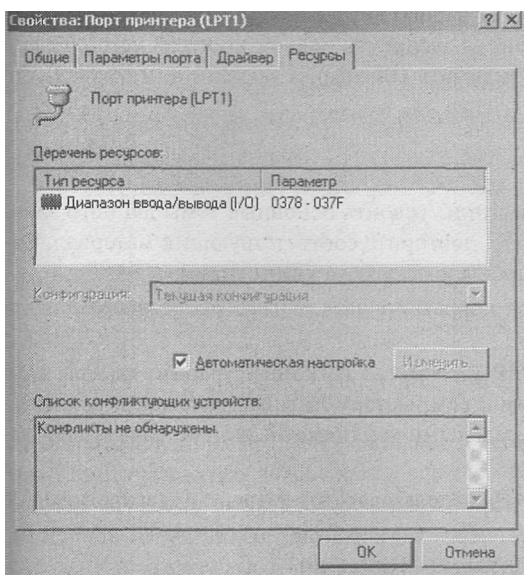 Свойства: Порт принтера (LPT1)
Общие Параметры порта Драйвер Ресурсы
Порт принтера (LPT1)
Перечень ресурсов:
Тип ресурса Параметр
Диапазон ввода/вывода (I/O) 0378 - 037F
Конфигурация: Текущая конфигурация
Автоматическая настройка Изменить...
Список конфликтующих устройств:
Конфликты не обнаружены.
OK Отмена